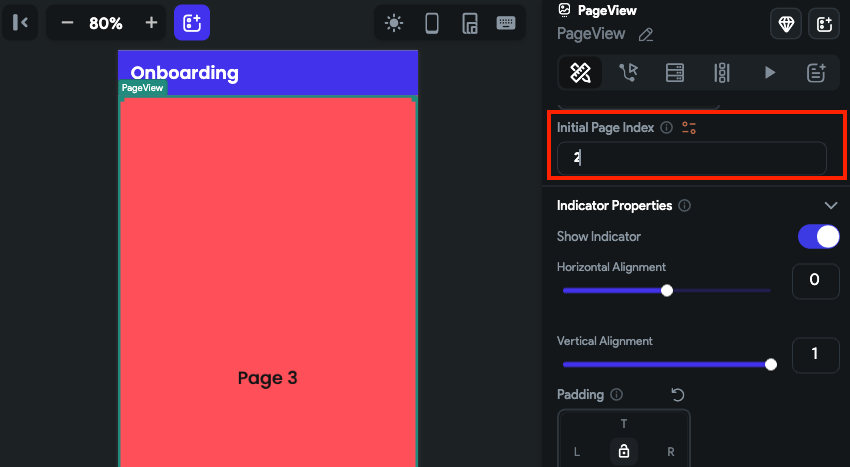 80%
PageView
PageView
Onboarding
PageView
Initial Page Index
2
Indicator Properties
Show Indicator
Horizontal Alignment
0
Vertical Alignment
1
Page 3
Padding
T
L
R